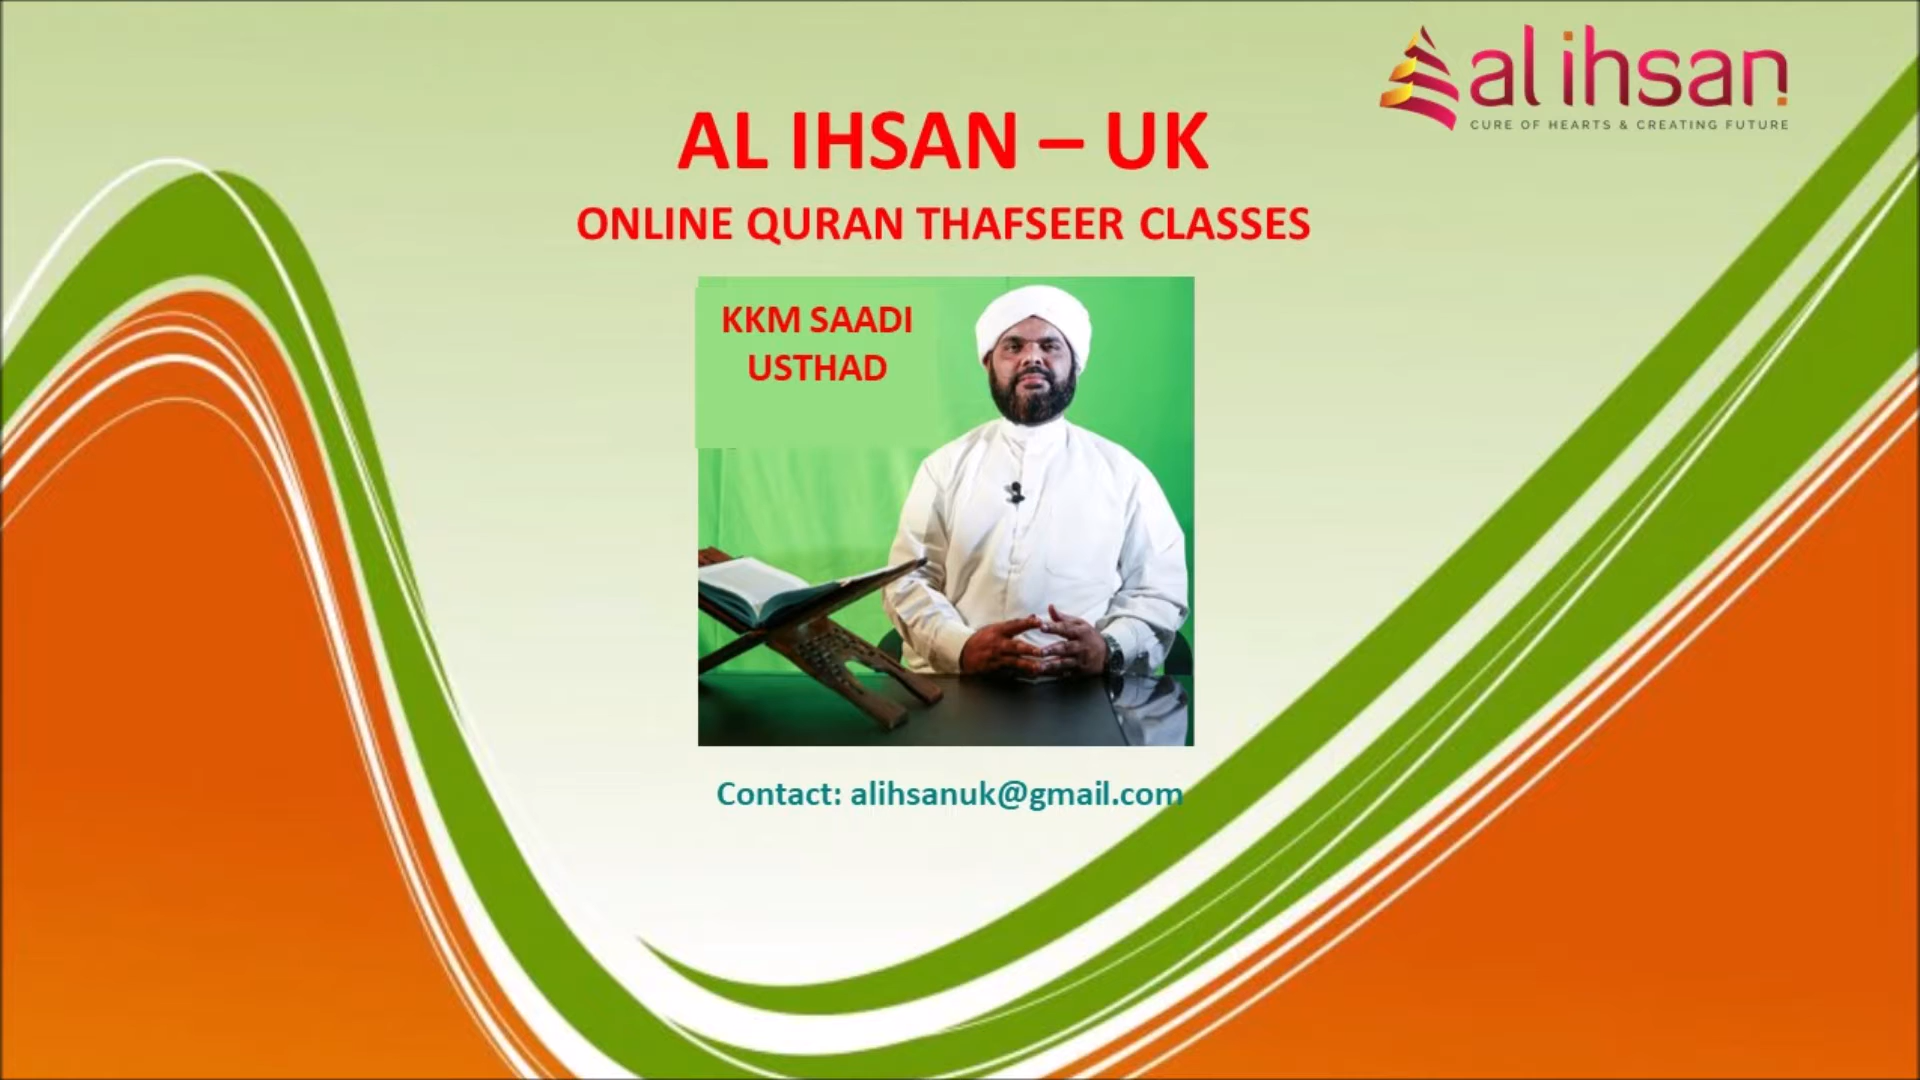 al ihsan
CURE OF HEARTS & CREATING FUTURE
AL IHSAN – UK
ONLINE QURAN THAFSEER CLASSES
KKM SAADI
USTHAD
Contact: alihsanuk@gmail.com